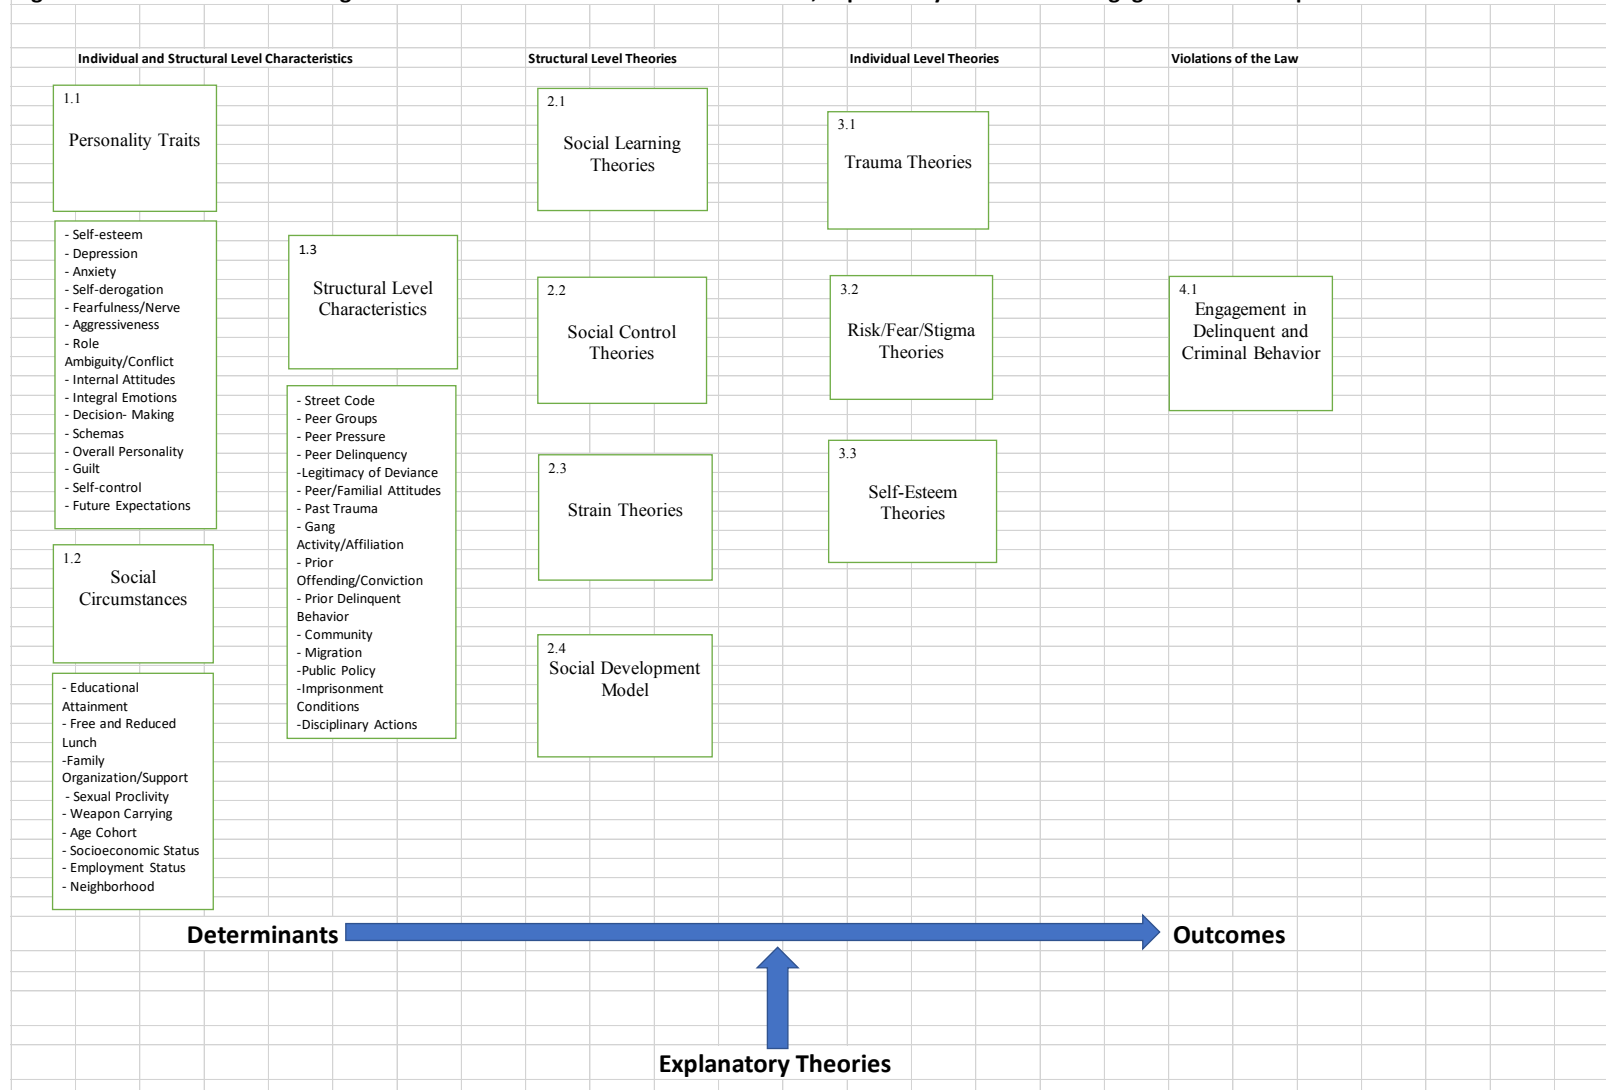 Individual and Structural Level Characteristics
Structural Level Theories
Individual Level Theories
Violations of the Law
1.1
Personality Traits
- Self-esteem
- Depression
- Anxiety
- Self-derogation
- Fearfulness/Nerve
- Aggressiveness
- Role
Ambiguity/Conflict
- Internal Attitudes
- Integral Emotions
- Decision- Making
- Schemas
- Overall Personality
- Guilt
- Self-control
- Future Expectations
1.2
Social
Circumstances
- Educational
Attainment
- Free and Reduced
Lunch
-Family
Organization/Support
- Sexual Proclivity
- Weapon Carrying
- Age Cohort
- Socioeconomic Status
- Employment Status
- Neighborhood
1.3
Structural Level
Characteristics
- Street Code
- Peer Groups
- Peer Pressure
- Peer Delinquency
-Legitimacy of Deviance
- Peer/Familial Attitudes
- Past Trauma
- Gang
Activity/Affiliation
- Prior
Offending/Conviction
- Prior Delinquent
Behavior
- Community
- Migration
-Public Policy
-Imprisonment
Conditions
-Disciplinary Actions
2.1
Social Learning
Theories
2.2
Social Control
Theories
2.3
Strain Theories
2.4
Social Development
Model
3.1
Trauma Theories
3.2
Risk/Fear/Stigma
Theories
3.3
Self-Esteem
Theories
4.1
Engagement in
Delinquent and
Criminal Behavior
Determinants
Outcomes
Explanatory Theories